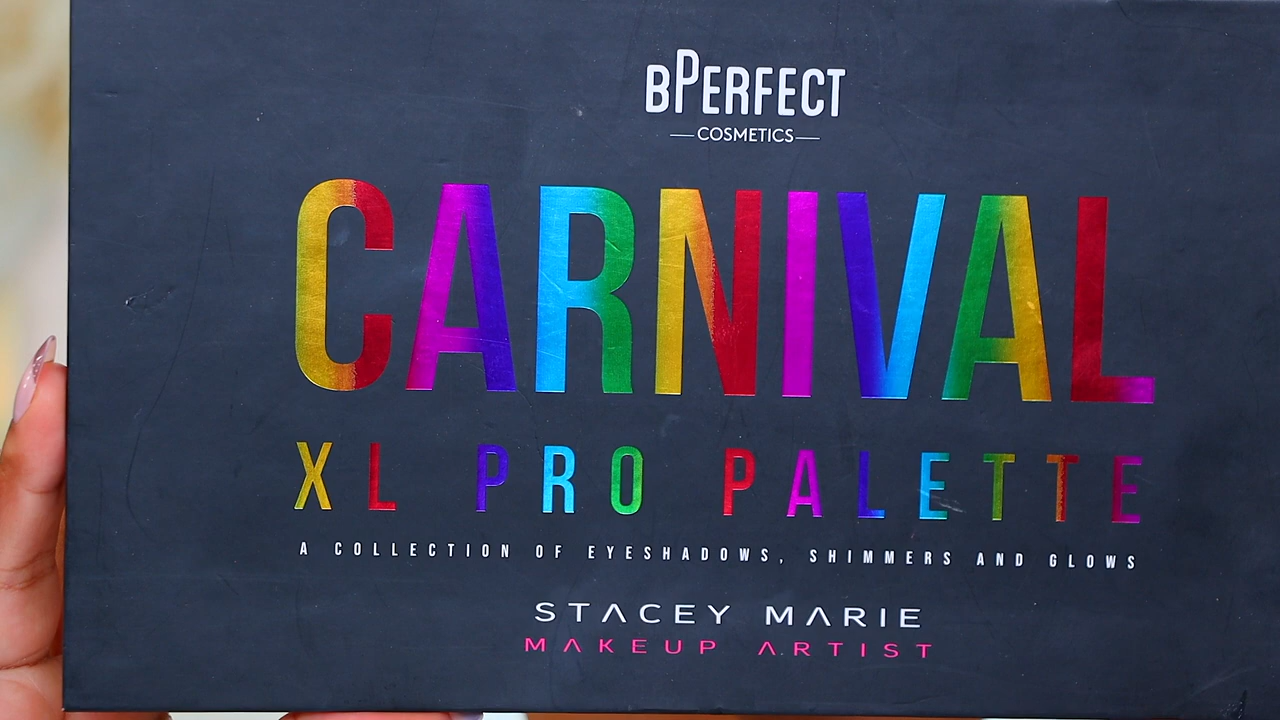 BPERFECT
COSMETICS
CARNIVAL
XL PRO PALETTE
A COLLECTION OF EYESHADOWS, SHIMMERS AND GLOWS
STACEY MARIE
MAKEUP ARTIST